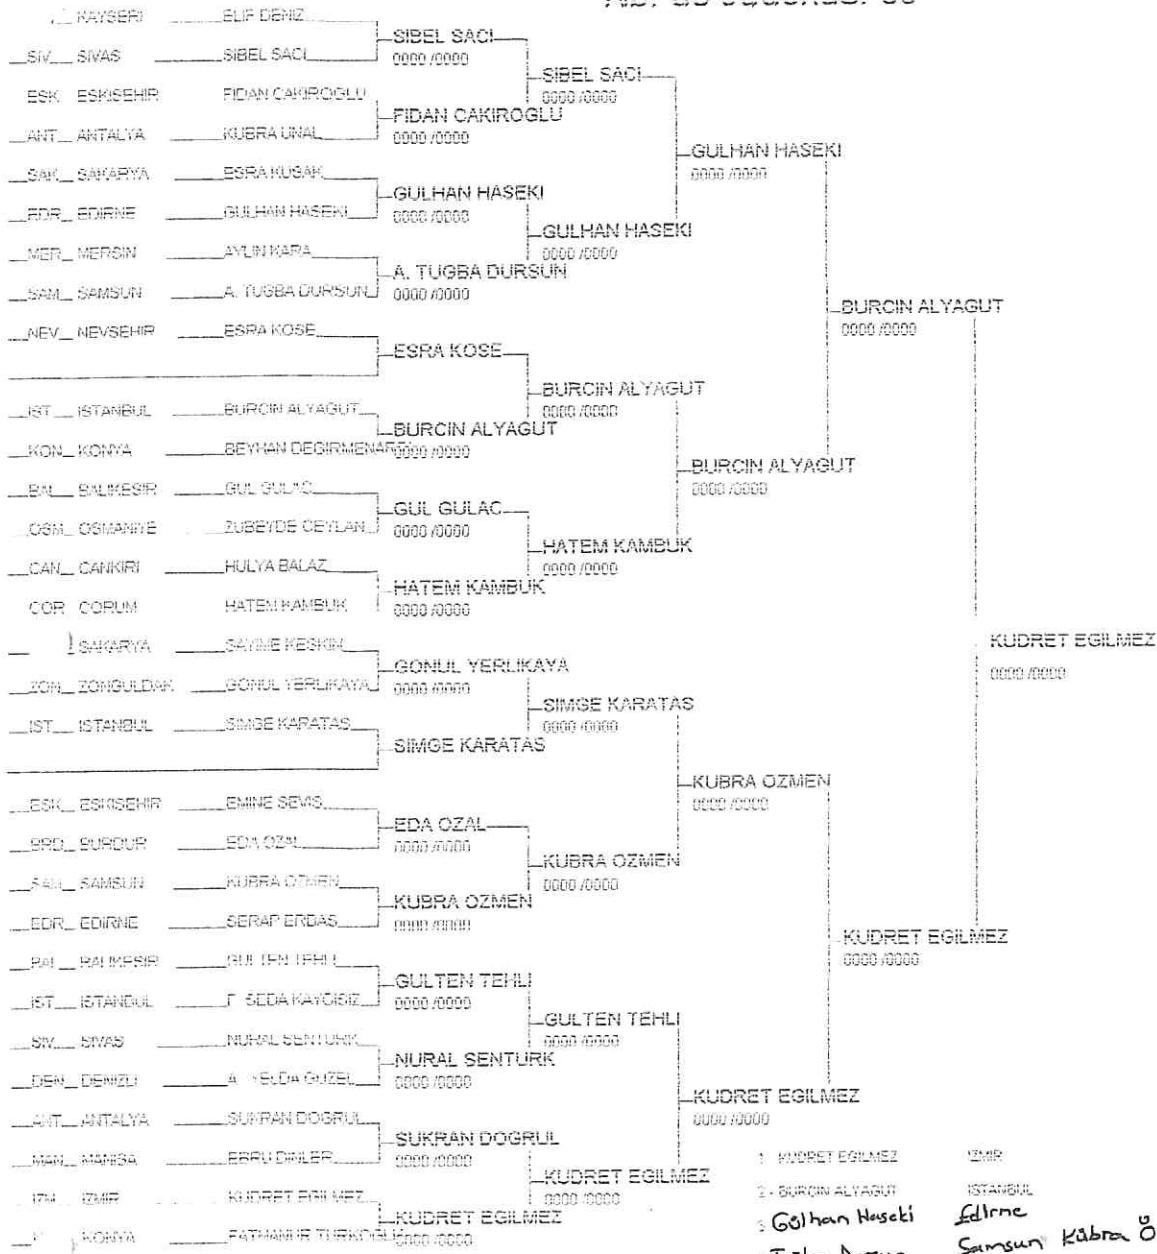 KAYSERI ELIF DENIZ
SIBEL SACI
0000 /0000
SIV SIVAS SIBEL SACI
SIBEL SACI
0000 /0000
ESK ESKISEHIR FIDAN CAKIROGLU
FIDAN CAKIROGLU
0000 /0000
ANT ANTALYA KUBRA UNAL
GULHAN HASEKI
0000 /0000
SAK SAKARYA ESRA KUSAK
GULHAN HASEKI
0000 /0000
EDR EDIRNE GULHAN HASEKI
GULHAN HASEKI
0000 /0000
MER MERSIN AYLIN KARA
A. TUGBA DURSUN
0000 /0000
SAM SAMSUN A. TUGBA DURSUN
BURCIN ALYAGUT
0000 /0000
NEV NEVSEHIR ESRA KOSE
ESRA KOSE
BURCIN ALYAGUT
0000 /0000
IST ISTANBUL BURCIN ALYAGUT
BURCIN ALYAGUT
0000 /0000
KON KONYA BEYHAN DEGIRMENAR
BURCIN ALYAGUT
0000 /0000
BAL BALIKESIR GUL GULAC
GUL GULAC
0000 /0000
OSM OSMANIYE ZUBEYDE CEYLAN
HATEM KAMBUK
0000 /0000
CAN CANKIRI HULYA BALAZ
HATEM KAMBUK
0000 /0000
COR CORUM HATEM KAMBUK
KUDRET EGILMEZ
0000 /0000
SAKARYA SAYIME KESKIN
GONUL YERLIKAYA
0000 /0000
ZON ZONGULDAK GONUL YERLIKAYA
SIMGE KARATAS
0000 /0000
IST ISTANBUL SIMGE KARATAS
SIMGE KARATAS
KUBRA OZMEN
0000 /0000
ESK ESKISEHIR EMINE SEVIS
EDA OZAL
0000 /0000
BRD BURDUR EDA OZAL
KUBRA OZMEN
0000 /0000
SAM SAMSUN KUBRA OZMEN
KUBRA OZMEN
0000 /0000
EDR EDIRNE SERAP ERDAS
KUDRET EGILMEZ
0000 /0000
BAL BALIKESIR GULTEN TEHLI
GULTEN TEHLI
0000 /0000
IST ISTANBUL SEDA KAYGISIZ
GULTEN TEHLI
0000 /0000
SIV SIVAS NURAL SENTURK
NURAL SENTURK
0000 /0000
DEN DENIZLI A. YELDA GUZEL
KUDRET EGILMEZ
0000 /0000
ANT ANTALYA SUKRAN DOGRUL
SUKRAN DOGRUL
0000 /0000
MAN MANISA EBRU DINLER
KUDRET EGILMEZ
0000 /0000
IZM IZMIR KUDRET EGILMEZ
KUDRET EGILMEZ
0000 /0000
KONYA FATMANUR TURKOGLU
1 - KUDRET EGILMEZ IZMIR
2 - BURCIN ALYAGUT ISTANBUL
3 Gülhan Haseki Edirne
Samsun Kübra